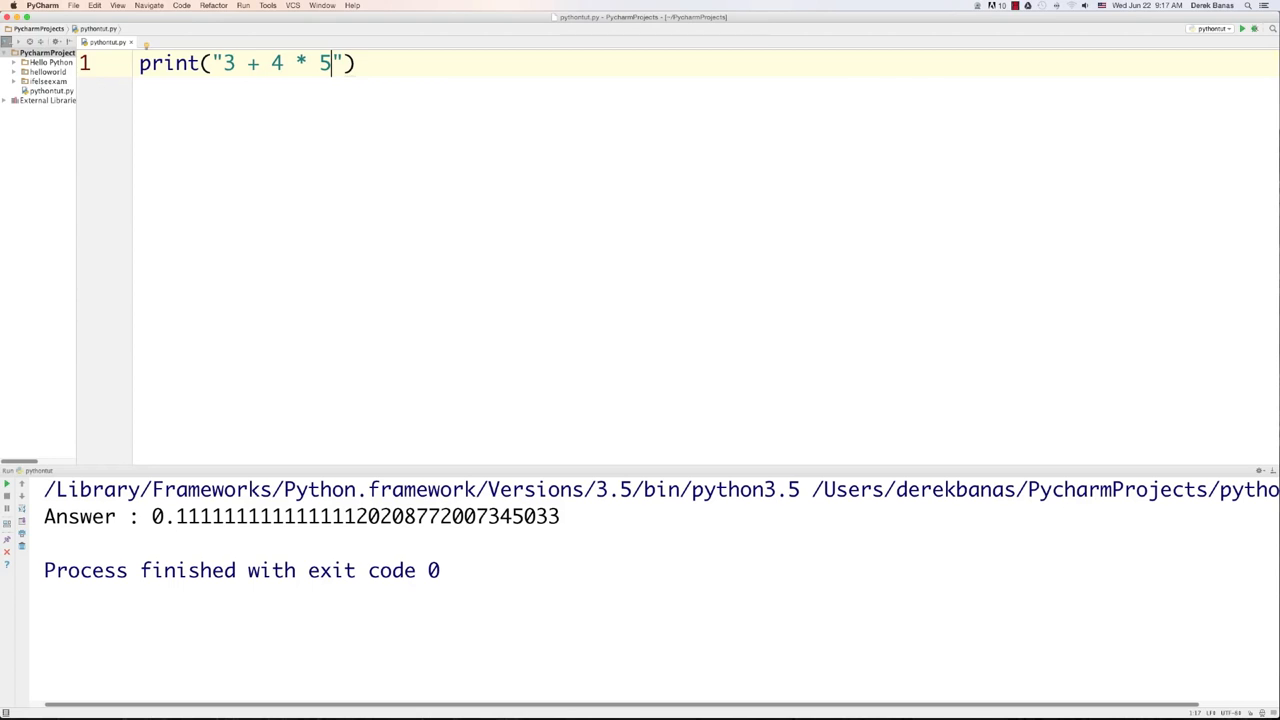 PyCharm File Edit View Navigate Code Refactor Run Tools VCS Window Help 10 Wed Jun 22 9:17 AM Derek Banas
pythontut.py - PycharmProjects - [~/PycharmProjects]
PycharmProjects pythontut.py pythontut
pythontut.py ×
PycharmProject
Hello Python
helloworld
ifelseexam
pythontut.py
External Librarie
1 print("3 + 4 * 5")
Run pythontut
/Library/Frameworks/Python.framework/Versions/3.5/bin/python3.5 /Users/derekbanas/PycharmProjects/pytho
Answer : 0.111111111111111120208772007345033
Process finished with exit code 0
1:17 LF÷ UTF-8÷